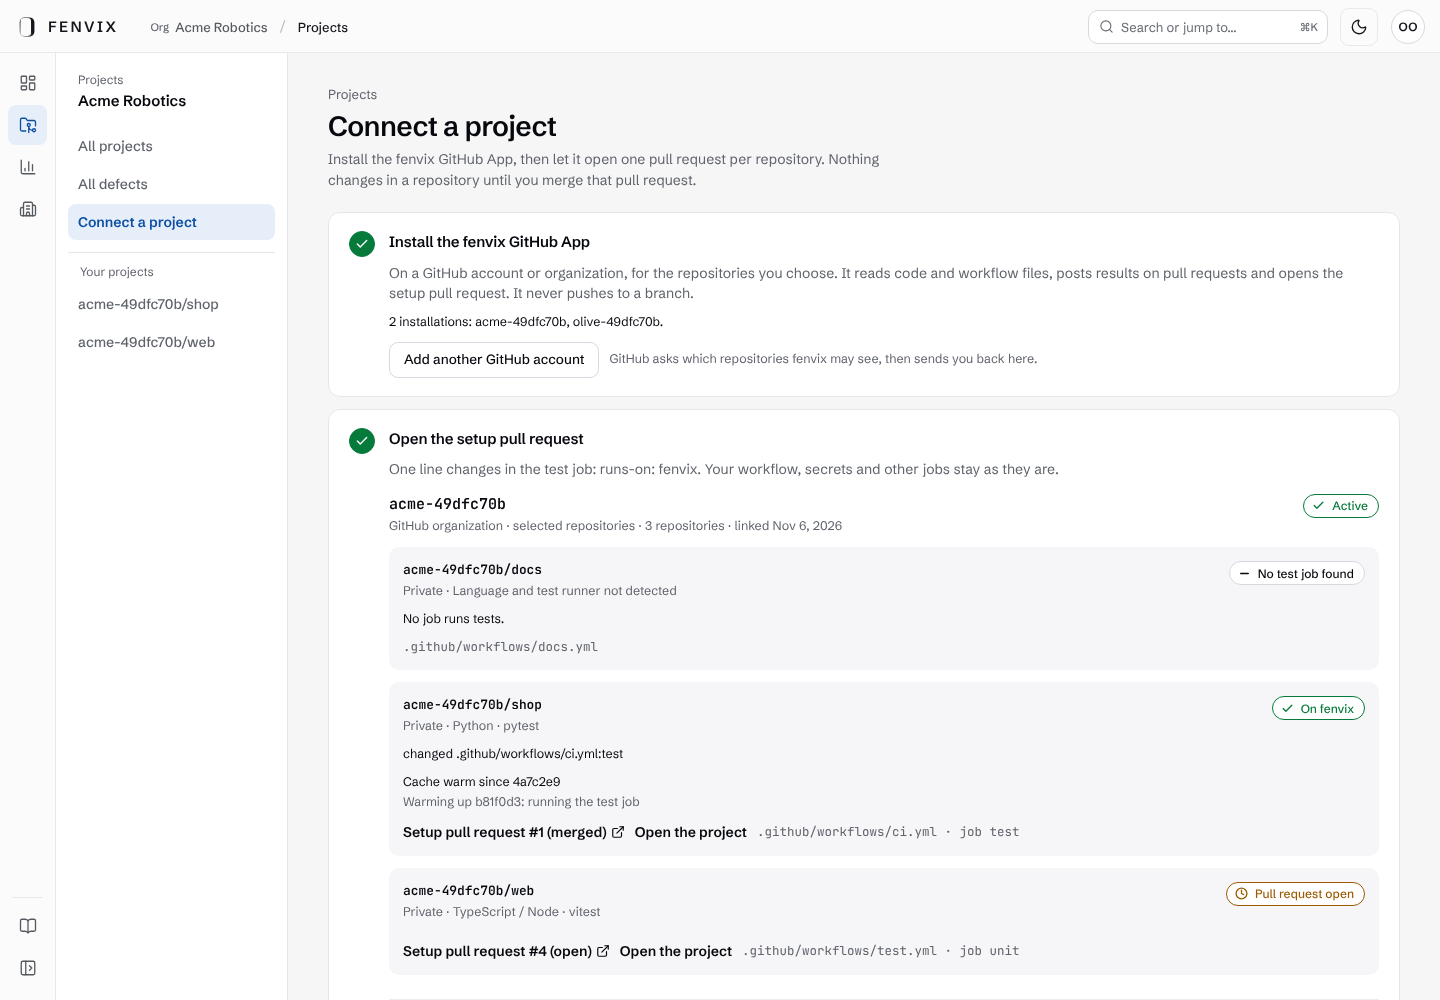 FENVIX
Org Acme Robotics / Projects
Search or jump to... ⌘K
OO
Projects
Acme Robotics
All projects
All defects
Connect a project
Your projects
acme-49dfc70b/shop
acme-49dfc70b/web
Projects
Connect a project
Install the fenvix GitHub App, then let it open one pull request per repository. Nothing
changes in a repository until you merge that pull request.
Install the fenvix GitHub App
On a GitHub account or organization, for the repositories you choose. It reads code and workflow files, posts results on pull requests and opens the
setup pull request. It never pushes to a branch.
2 installations: acme-49dfc70b, olive-49dfc70b.
Add another GitHub account
GitHub asks which repositories fenvix may see, then sends you back here.
Open the setup pull request
One line changes in the test job: runs-on: fenvix. Your workflow, secrets and other jobs stay as they are.
acme-49dfc70b
Active
GitHub organization · selected repositories · 3 repositories · linked Nov 6, 2026
acme-49dfc70b/docs
No test job found
Private · Language and test runner not detected
No job runs tests.
.github/workflows/docs.yml
acme-49dfc70b/shop
On fenvix
Private · Python · pytest
changed .github/workflows/ci.yml:test
Cache warm since 4a7c2e9
Warming up b81f0d3: running the test job
Setup pull request #1 (merged) Open the project .github/workflows/ci.yml · job test
acme-49dfc70b/web
Pull request open
Private · TypeScript / Node · vitest
Setup pull request #4 (open) Open the project .github/workflows/test.yml · job unit